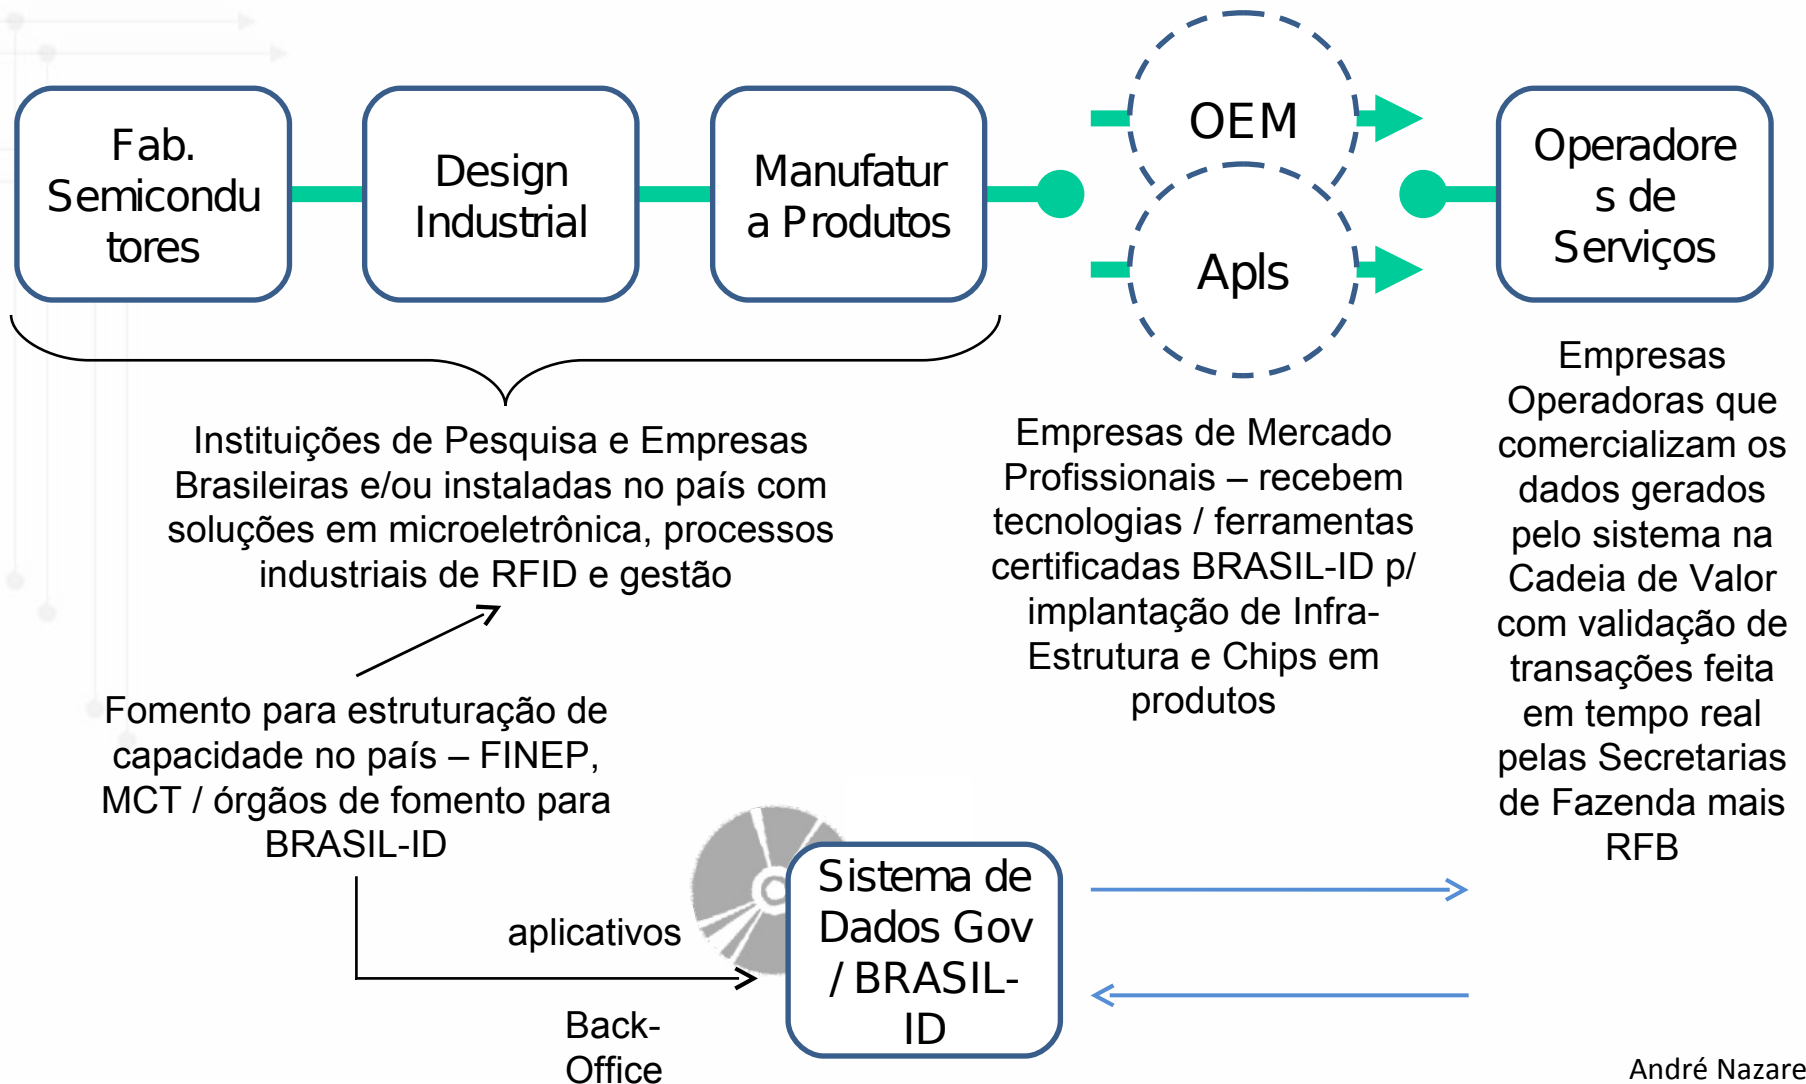 Fab.
Semicondu
tores
Design
Industrial
Manufatur
a Produtos
OEM
Apls
Operadore
s de
Serviços
Instituições de Pesquisa e Empresas
Brasileiras e/ou instaladas no país com
soluções em microeletrônica, processos
industriais de RFID e gestão
Empresas de Mercado
Profissionais – recebem
tecnologias / ferramentas
certificadas BRASIL-ID p/
implantação de Infra-
Estrutura e Chips em
produtos
Empresas
Operadoras que
comercializam os
dados gerados
pelo sistema na
Cadeia de Valor
com validação de
transações feita
em tempo real
pelas Secretarias
de Fazenda mais
RFB
Fomento para estruturação de
capacidade no país – FINEP,
MCT / órgãos de fomento para
BRASIL-ID
aplicativos
Back-
Office
Sistema de
Dados Gov
/ BRASIL-
ID
André Nazare